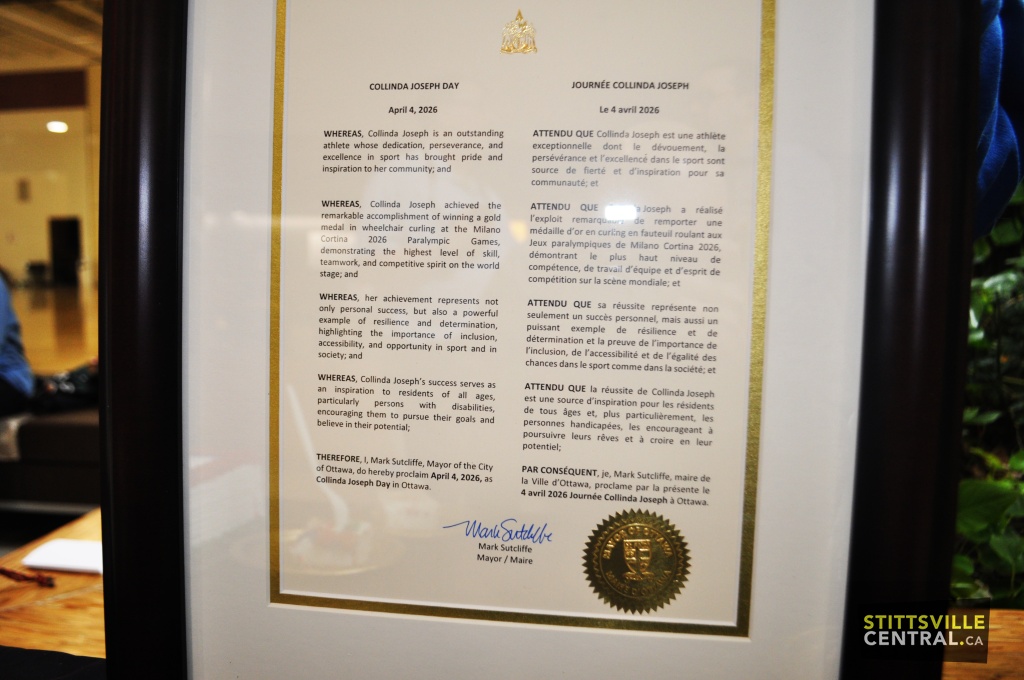 COLLINDA JOSEPH DAY
April 4, 2026
WHEREAS, Collinda Joseph is an outstanding
athlete whose dedication, perseverance, and
excellence in sport has brought pride and
inspiration to her community; and
WHEREAS, Collinda Joseph achieved the
remarkable accomplishment of winning a gold
medal in wheelchair curling at the Milano
Cortina 2026 Paralympic Games,
demonstrating the highest level of skill,
teamwork, and competitive spirit on the world
stage; and
WHEREAS, her achievement represents not
only personal success, but also a powerful
example of resilience and determination,
highlighting the importance of inclusion,
accessibility, and opportunity in sport and in
society; and
WHEREAS, Collinda Joseph's success serves as
an inspiration to residents of all ages,
particularly persons with disabilities,
encouraging them to pursue their goals and
believe in their potential;
THEREFORE, I, Mark Sutcliffe, Mayor of the City
of Ottawa, do hereby proclaim April 4, 2026, as
Collinda Joseph Day in Ottawa.
JOURNÉE COLLINDA JOSEPH
Le 4 avril 2026
ATTENDU QUE Collinda Joseph est une athlète
exceptionnelle dont le dévouement, la
persévérance et l'excellence dans le sport sont
source de fierté et d'inspiration pour sa
communauté; et
ATTENDU QUE Joseph a réalisé
l'exploit de remporter une
médaille d'or en curling en fauteuil roulant aux
Jeux paralympiques de Milano Cortina 2026,
démontrant le plus haut niveau de
compétence, de travail d'équipe et d'esprit de
compétition sur la scène mondiale; et
ATTENDU QUE sa réussite représente non
seulement un succès personnel, mais aussi un
puissant exemple de résilience et de
détermination et la preuve de l'importance de
l'inclusion, de l'accessibilité et de l'égalité des
chances dans le sport comme dans la société; et
ATTENDU QUE la réussite de Collinda Joseph
est une source d'inspiration pour les résidents
de tous âges et, plus particulièrement, les
personnes handicapées, les encourageant à
poursuivre leurs rêves et à croire en leur
potentiel;
PAR CONSÉQUENT, je, Mark Sutcliffe, maire de
la Ville d'Ottawa, proclame par la présente le
4 avril 2026 Journée Collinda Joseph à Ottawa.
Mark Sutcliffe
Mark Sutcliffe
Mayor / Maire
STITTSVILLE
CENTRAL.CA